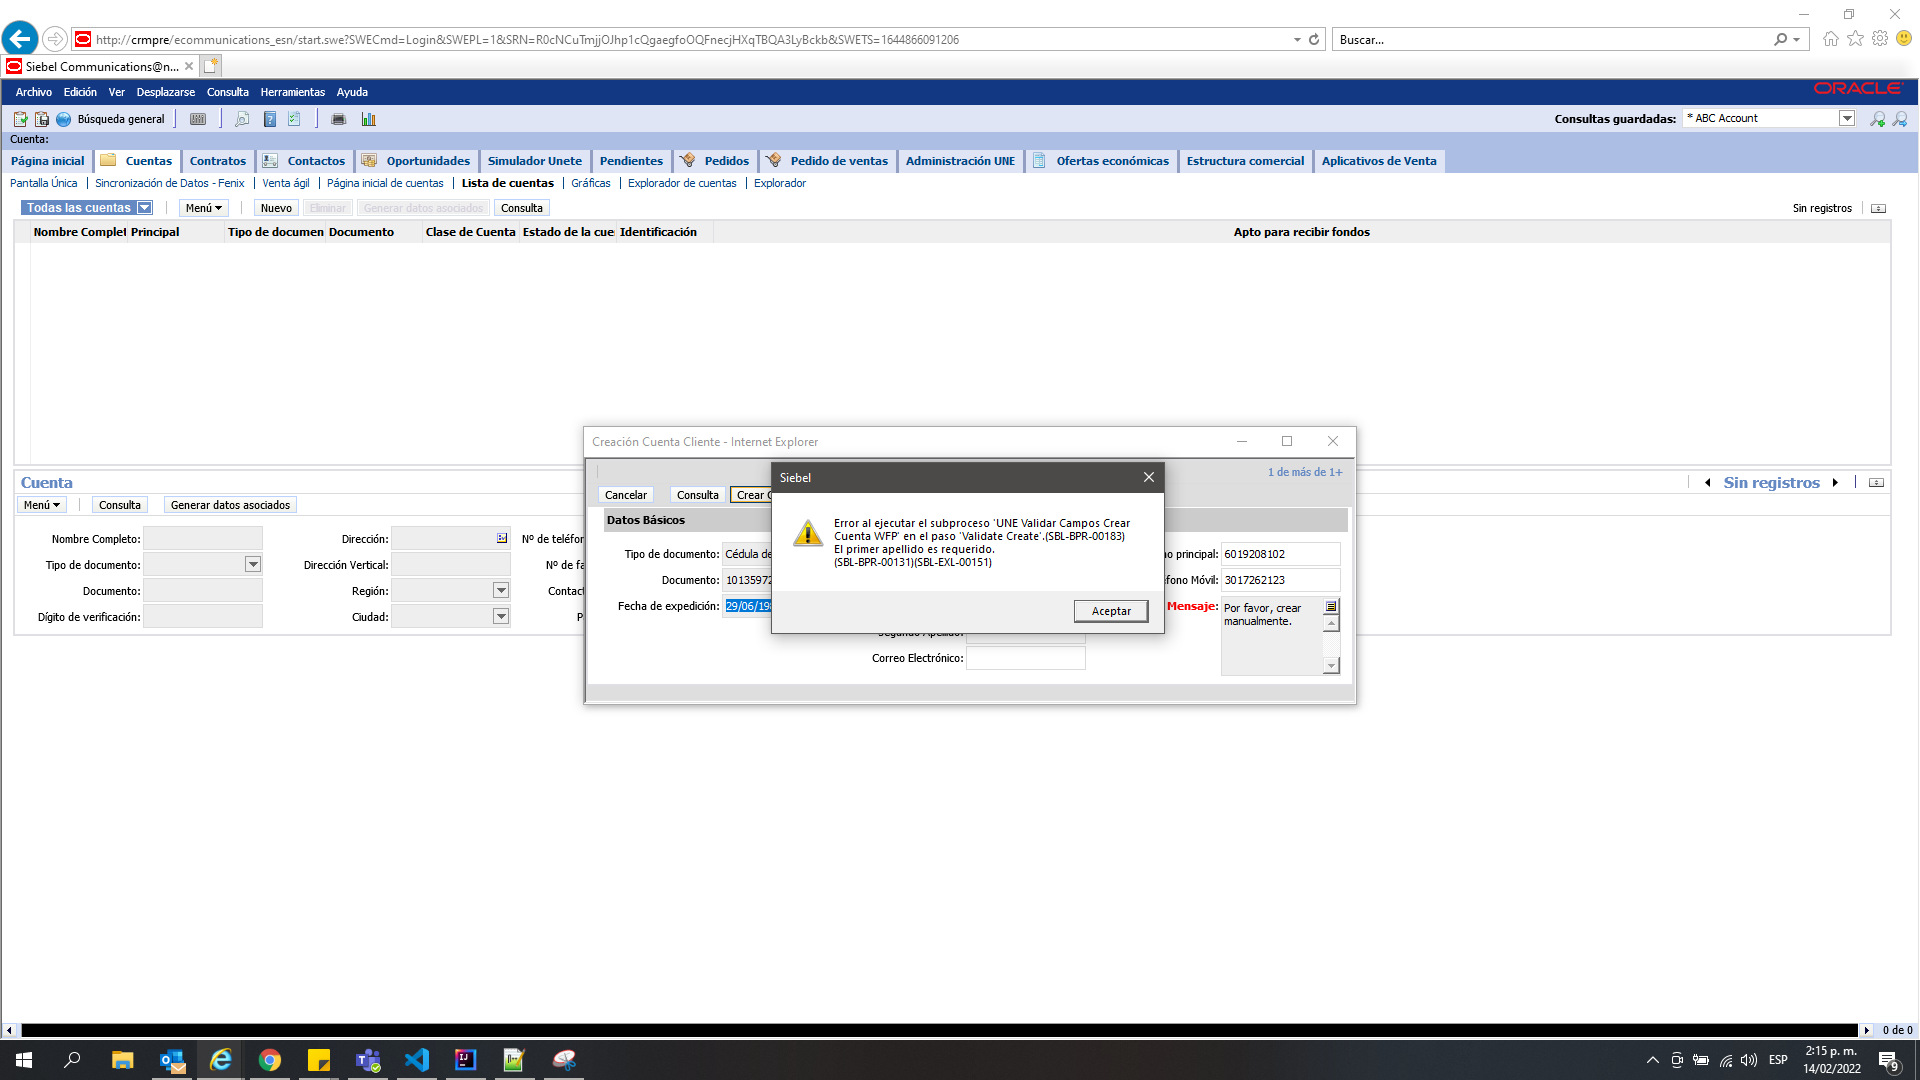 http://crmpre/ecommunications_esn/start.swe?SWECmd=Login&SWEPL=1&SRN=R0cNCuTmjjOJhp1cQgaegfoOQFnecjHXqTBQA3LyBckb&SWETS=1644866091206
Buscar...
Siebel Communications@n...
Archivo Edición Ver Desplazarse Consulta Herramientas Ayuda
ORACLE
Búsqueda general
Consultas guardadas: * ABC Account
Cuenta:
Página inicial Cuentas Contratos Contactos Oportunidades Simulador Unete Pendientes Pedidos Pedido de ventas Administración UNE Ofertas económicas Estructura comercial Aplicativos de Venta
Pantalla Única Sincronización de Datos - Fenix Venta ágil Página inicial de cuentas Lista de cuentas Gráficas Explorador de cuentas Explorador
Todas las cuentas Menú Nuevo Eliminar Generar datos asociados Consulta Sin registros
Nombre Complet Principal Tipo de documen Documento Clase de Cuenta Estado de la cue Identificación Apto para recibir fondos
Creación Cuenta Cliente - Internet Explorer
1 de más de 1+
Cancelar Consulta Crear
Datos Básicos
Tipo de documento: Cédula de
Documento: 10135972
Fecha de expedición: 29/06/19
no principal: 6019208102
éfono Móvil: 3017262123
Mensaje: Por favor, crear
manualmente.
Correo Electrónico:
Siebel
Error al ejecutar el subproceso 'UNE Validar Campos Crear
Cuenta WFP' en el paso 'Validate Create'.(SBL-BPR-00183)
El primer apellido es requerido.
(SBL-BPR-00131)(SBL-EXL-00151)
Aceptar
Cuenta
Sin registros
Menú Consulta Generar datos asociados
Nombre Completo: Dirección: Nº de teléfor
Tipo de documento: Dirección Vertical: Nº de fa
Documento: Región: Contac
Dígito de verificación: Ciudad: P
0 de 0
ESP
2:15 p. m.
14/02/2022
9